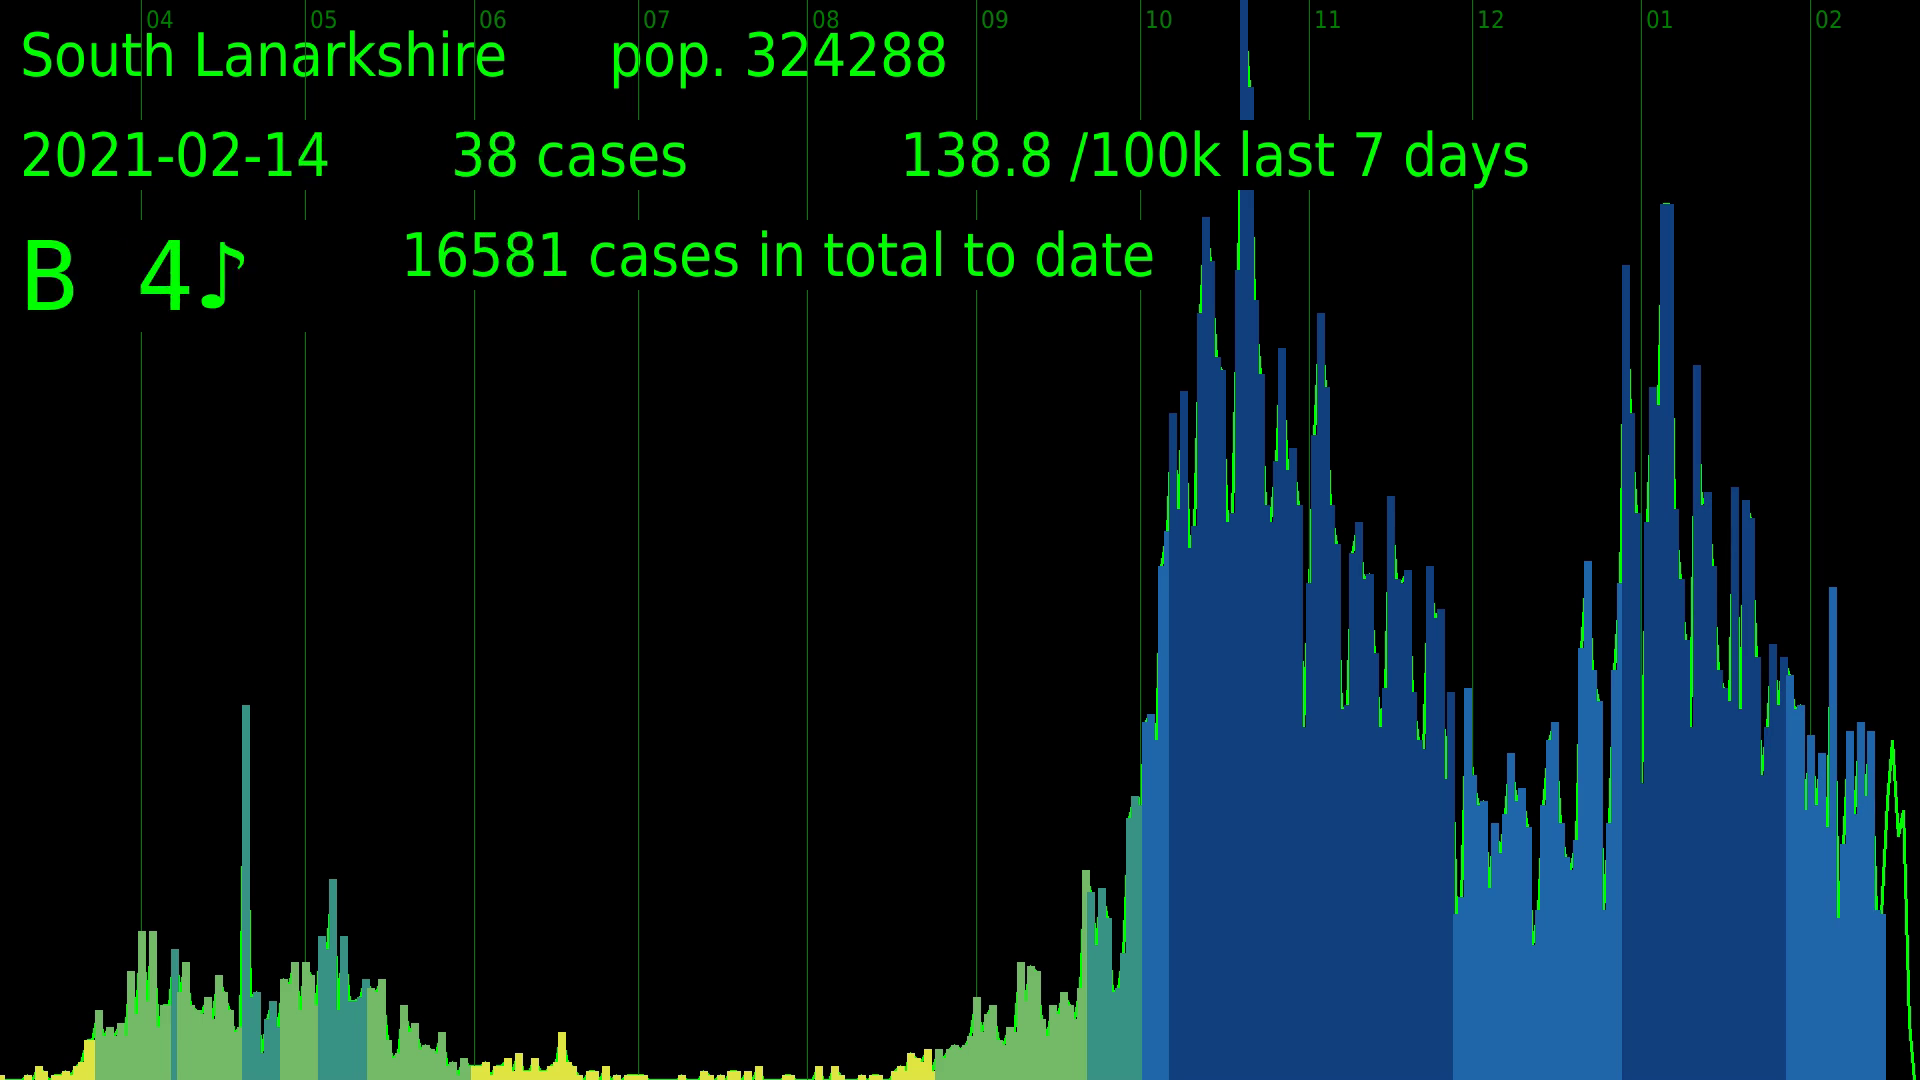 04 05 06 07 08 09 10 11 12 01 02
South Lanarkshire pop. 324288
2021-02-14 38 cases 138.8 /100k last 7 days
B 4♪ 16581 cases in total to date